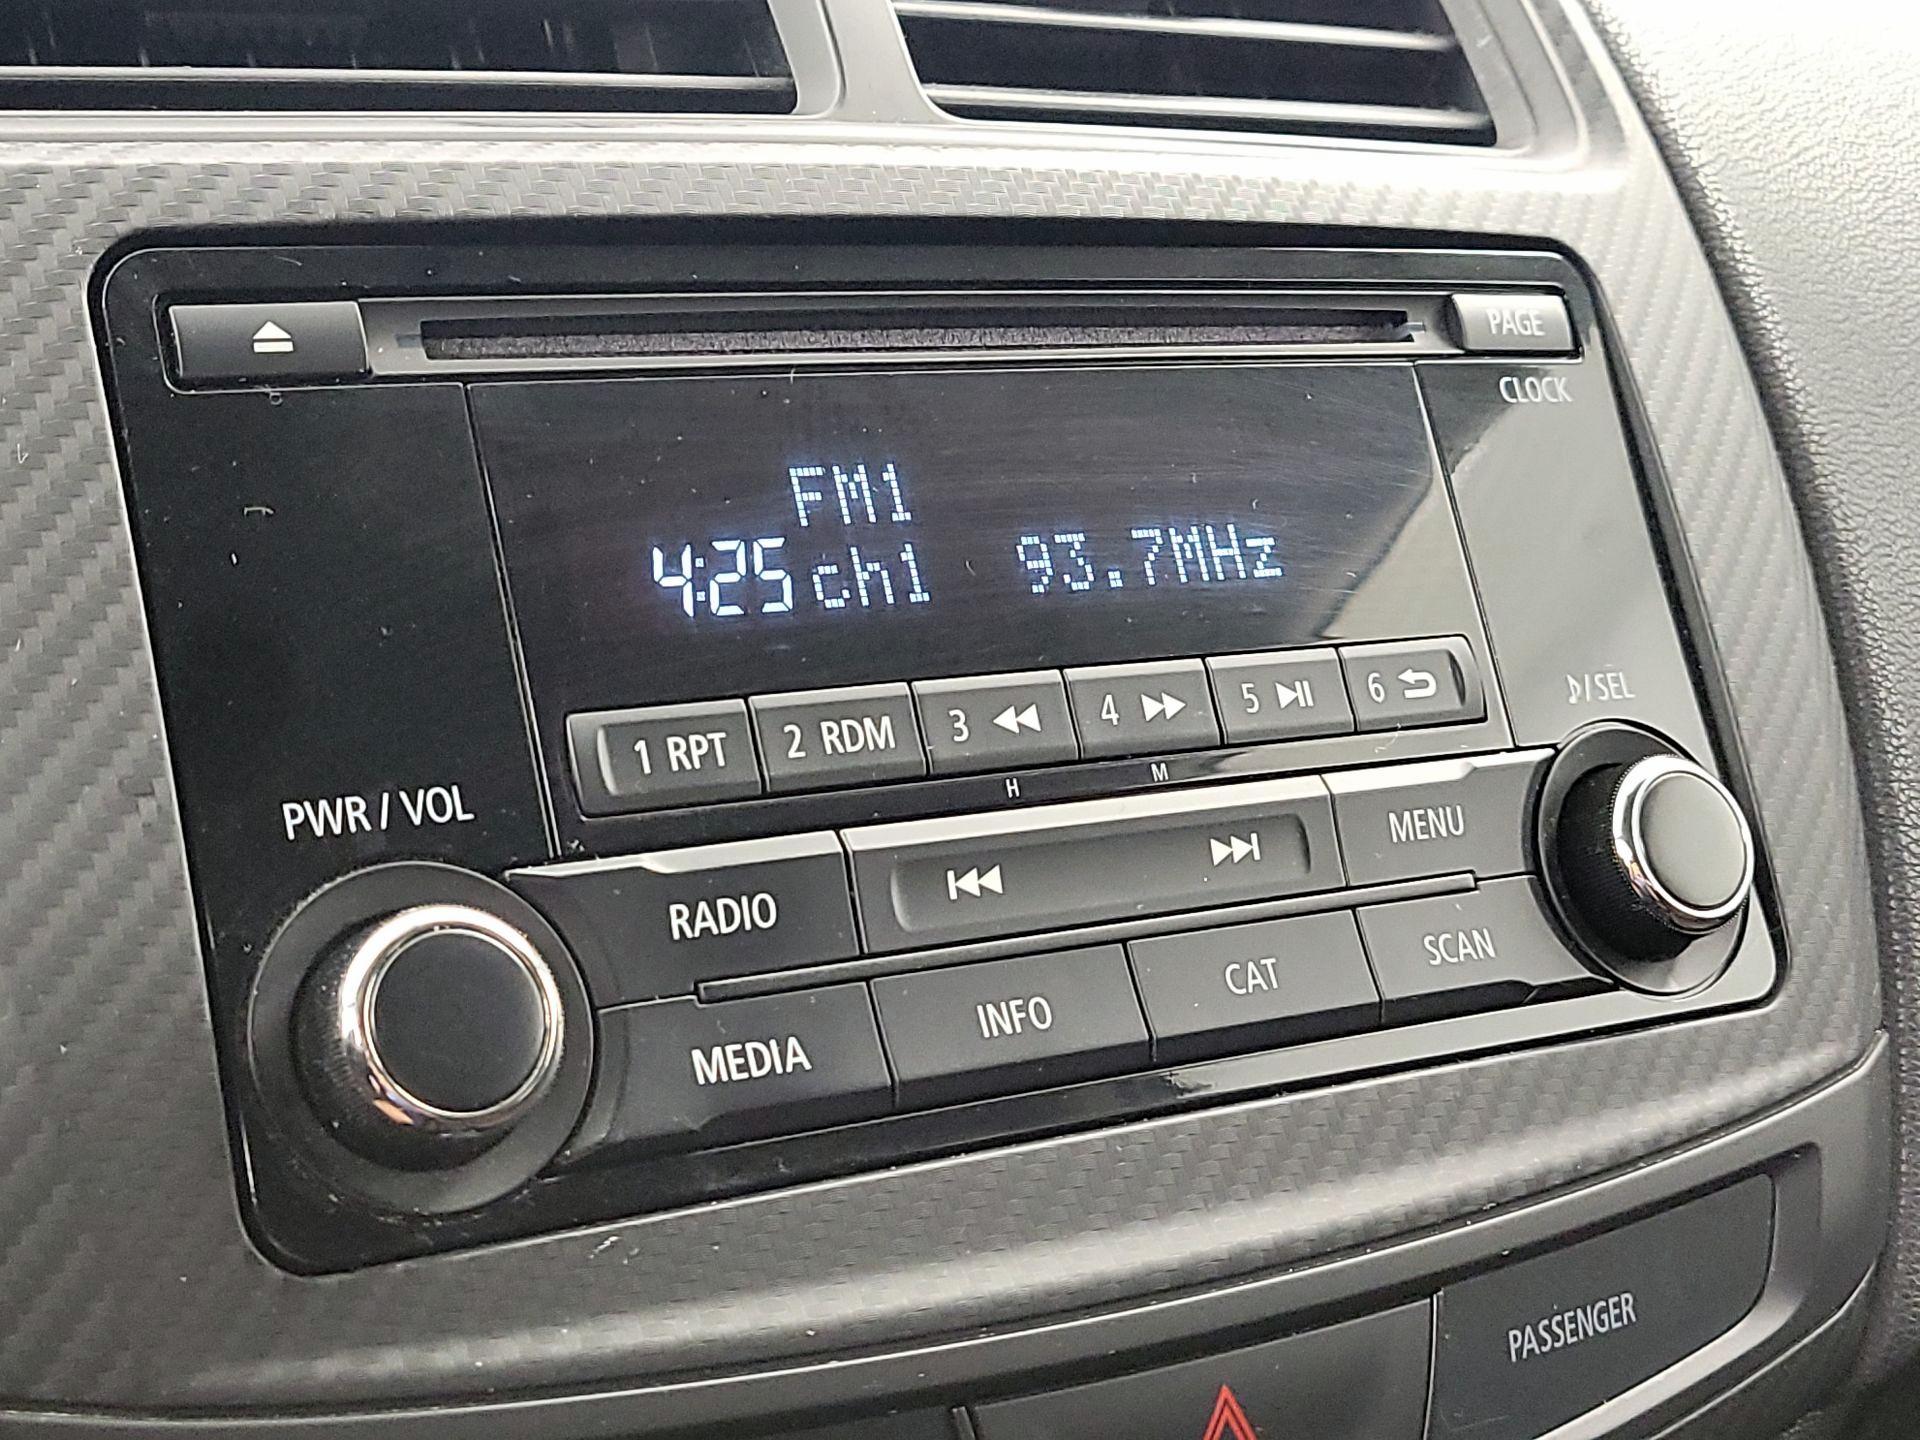 PAGE
CLOCK
FM1
4:25 ch1 93.7MHz
1 RPT 2 RDM 3 4 5 6
H M
♪/SEL
PWR / VOL
RADIO MENU
MEDIA INFO CAT SCAN
PASSENGER